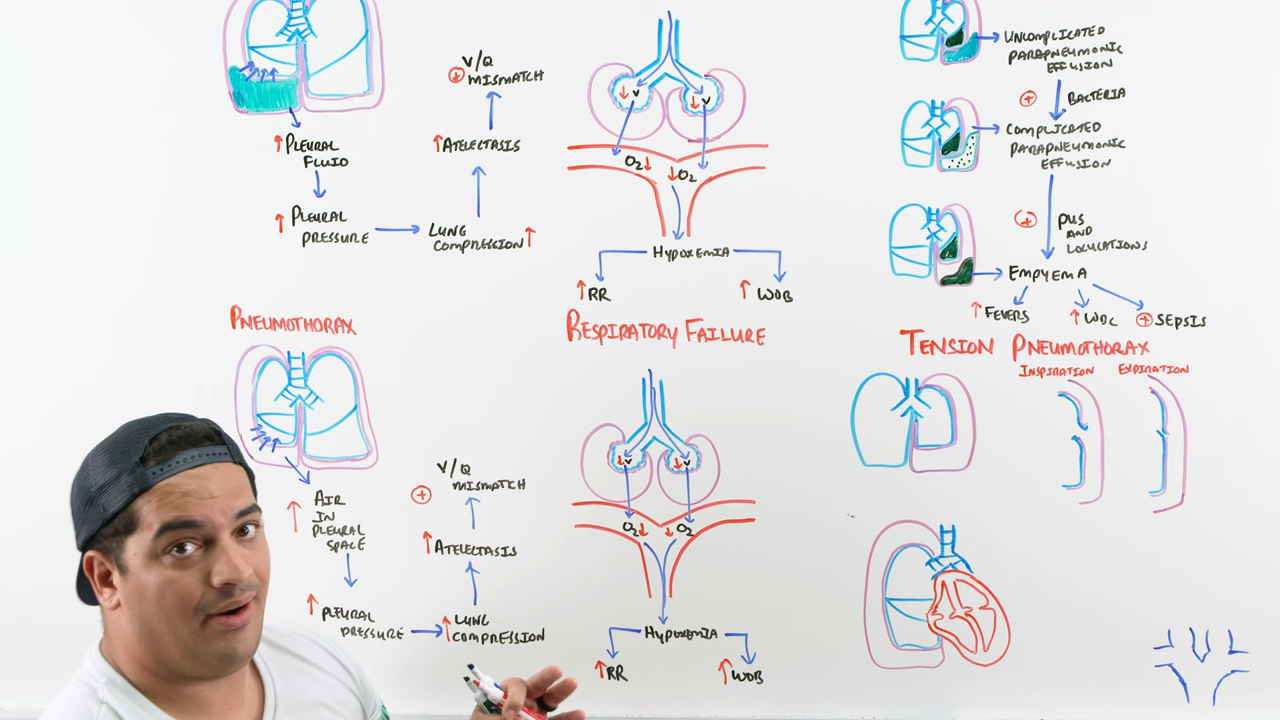 ↑ PLEURAL
FLUID
↑ PLEURAL
PRESSURE
LUNG
COMPRESSION ↑
↑ ATELECTASIS
V/Q
⊕ MISMATCH
↓ V
↓ V
O2↓
↓O2
HYPOXEMIA
↑ RR
↑ WOB
UNCOMPLICATED
PARAPNEUMONIC
EFFUSION
⊕ BACTERIA
COMPLICATED
PARAPNEUMONIC
EFFUSION
⊕ PUS
AND
LOCULATIONS
EMPYEMA
↑ FEVERS
↑ WBC
⊕ SEPSIS
PNEUMOTHORAX
↑ AIR
IN
PLEURAL
SPACE
↑ PLEURAL
PRESSURE
↑ LUNG
COMPRESSION
↑ ATELECTASIS
V/Q
⊕ MISMATCH
RESPIRATORY FAILURE
↓ V
↓ V
O2↓
↓ O2
HYPOXEMIA
↑ RR
↑ WOB
TENSION PNEUMOTHORAX
INSPIRATION
EXPIRATION